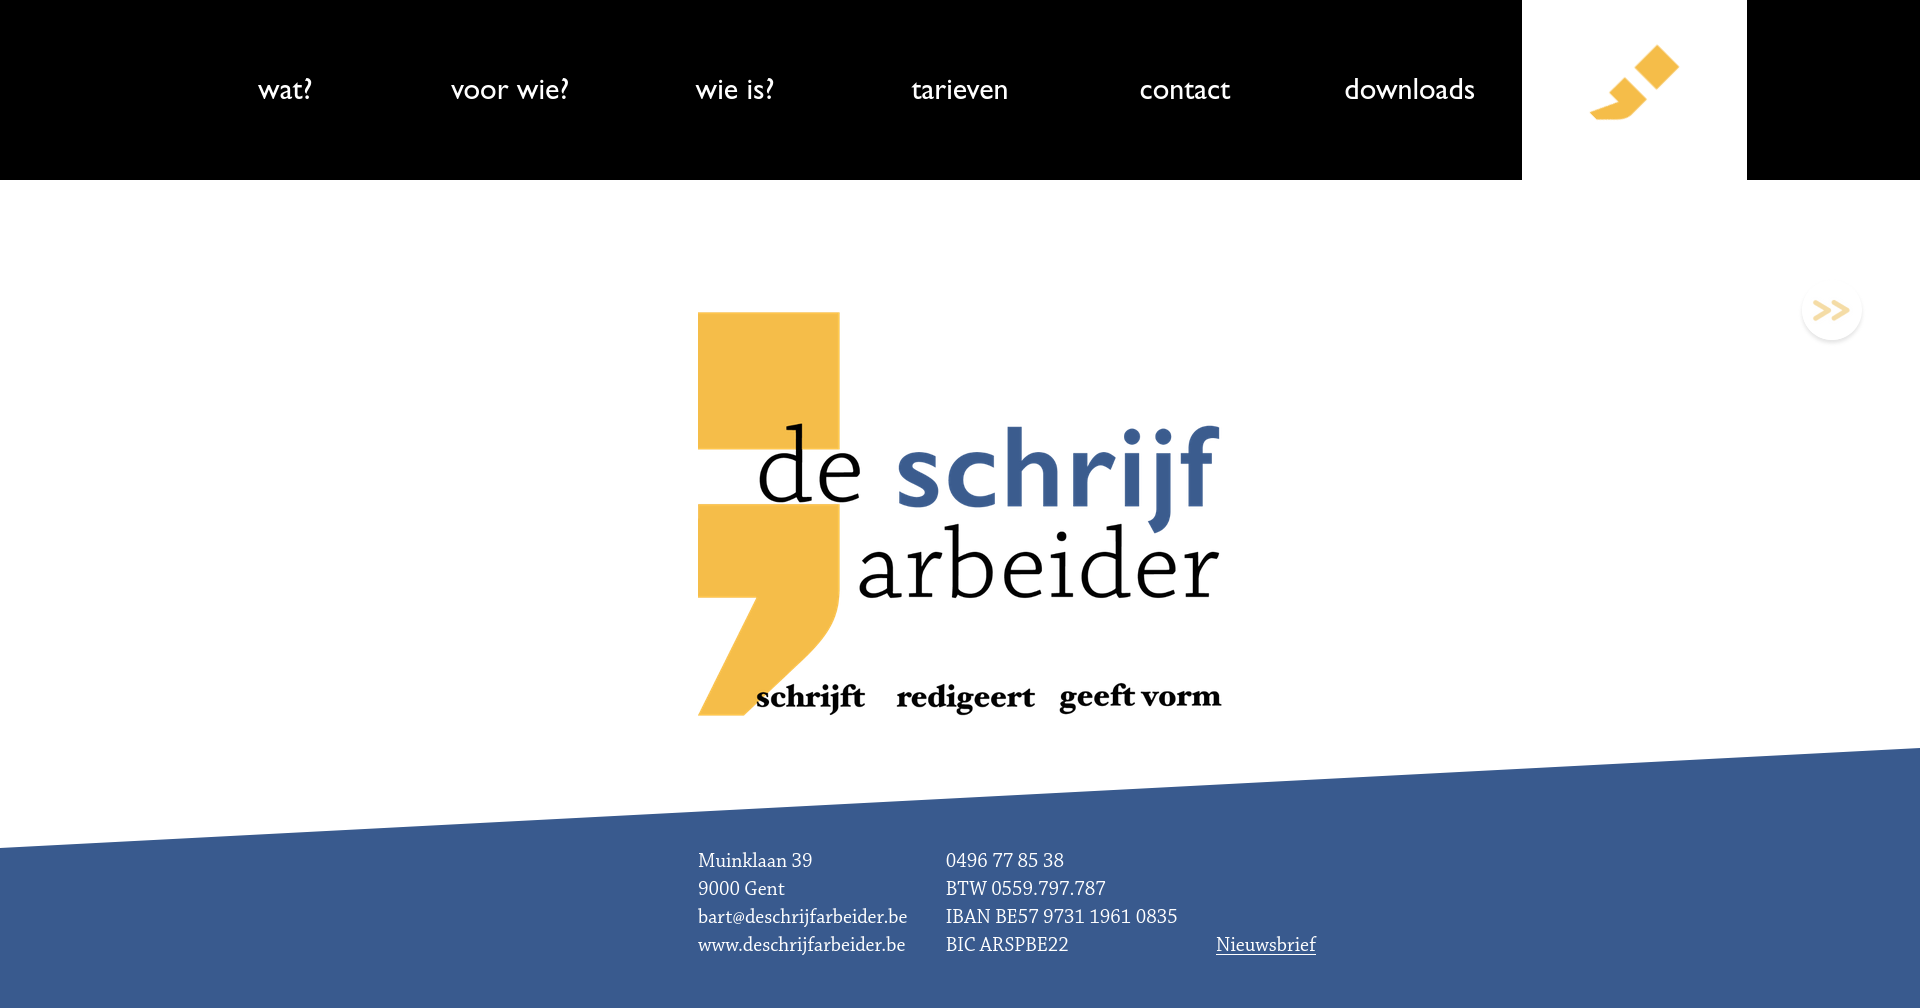 wat? voor wie? wie is? tarieven contact downloads
>>
de schrijf
arbeider
schrijft redigeert geeft vorm
Muinklaan 39
9000 Gent
bart@deschrijfarbeider.be
www.deschrijfarbeider.be
0496 77 85 38
BTW 0559.797.787
IBAN BE57 9731 1961 0835
BIC ARSPBE22
Nieuwsbrief